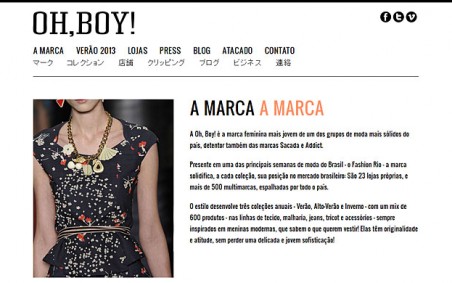 OH,BOY!
A MARCA VERÃO 2013 LOJAS PRESS BLOG ATACADO CONTATO
マーク コレクション 店舗 クリッピング ブログ ビジネス 連絡
A MARCA A MARCA
A Oh, Boy! é a marca feminina mais jovem de um dos grupos de moda mais sólidos do
país, detentor também das marcas Sacada e Addict.
Presente em uma das principais semanas de moda do Brasil - o Fashion Rio - a marca
solidifica, a cada coleção, sua posição no mercado brasileiro: São 23 lojas próprias, e
mais de 500 multimarcas, espalhadas por todo o país.
O estilo desenvolve três coleções anuais - Verão, Alto-Verão e Inverno - com um mix de
600 produtos - nas linhas de tecido, malharia, jeans, tricot e acessórios - sempre
inspirados em meninas modernas, que sabem o que querem vestir! Elas têm originalidade
e atitude, sem perder uma delicada e jovem sofisticação!